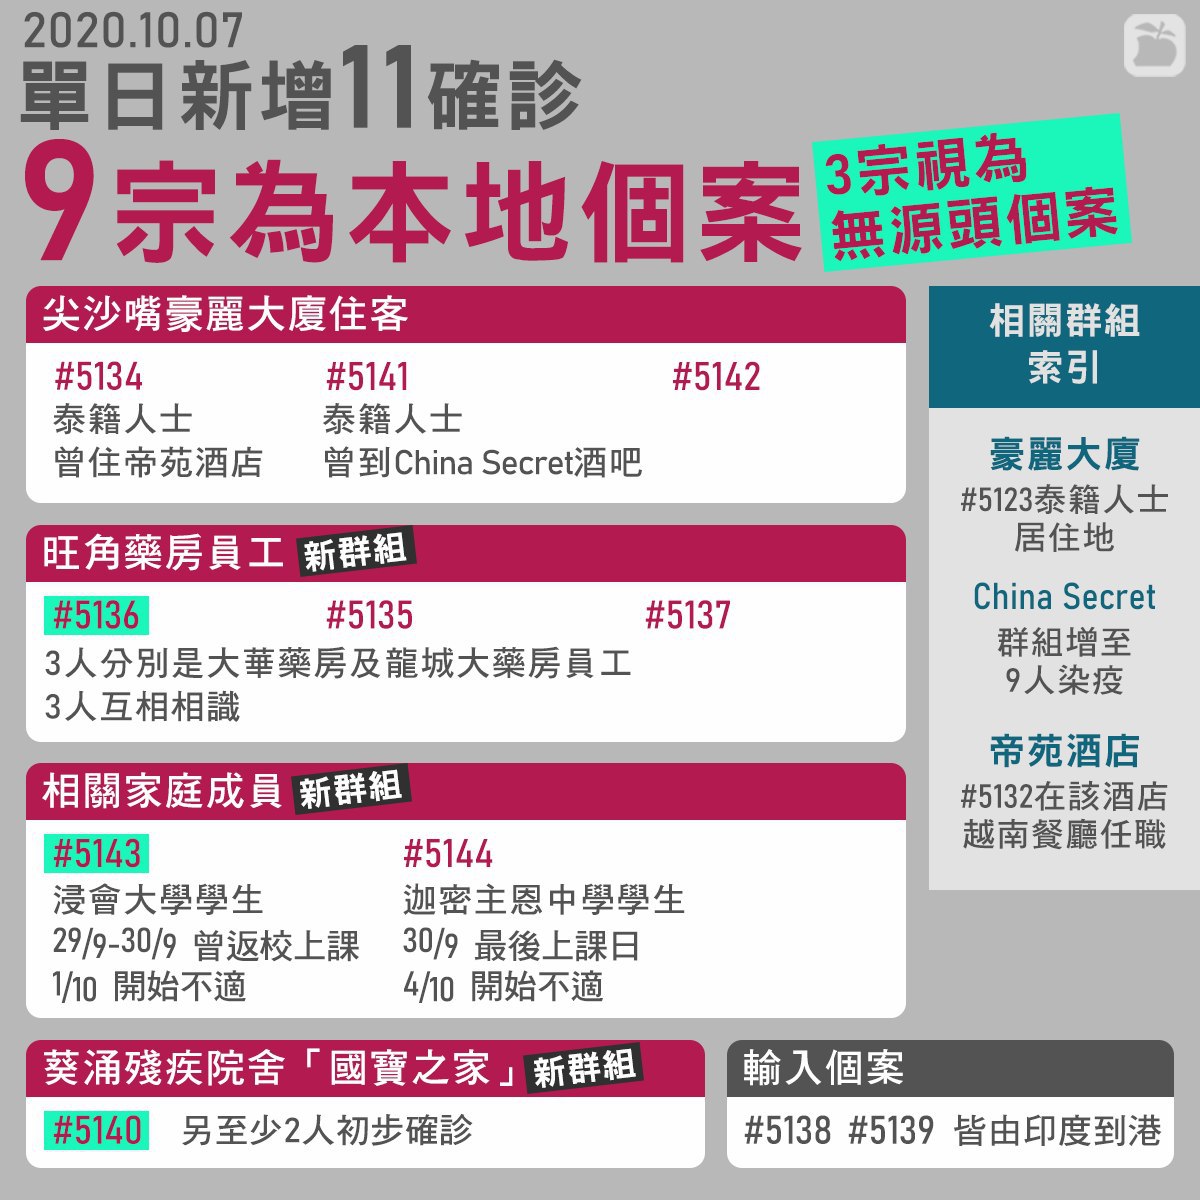 2020.10.07
單日新增11確診
9宗為本地個案
3宗視為
無源頭個案
尖沙嘴豪麗大廈住客
#5134 #5141 #5142
泰籍人士 泰籍人士
曾住帝苑酒店 曾到China Secret酒吧
旺角藥房員工 新群組
#5136 #5135 #5137
3人分別是大華藥房及龍城大藥房員工
3人互相相識
相關家庭成員 新群組
#5143 #5144
浸會大學學生 迦密主恩中學學生
29/9-30/9 曾返校上課 30/9 最後上課日
1/10 開始不適 4/10 開始不適
葵涌殘疾院舍「國寶之家」新群組
#5140 另至少2人初步確診
輸入個案
#5138 #5139 皆由印度到港
相關群組
索引
豪麗大廈
#5123泰籍人士
居住地
China Secret
群組增至
9人染疫
帝苑酒店
#5132在該酒店
越南餐廳任職